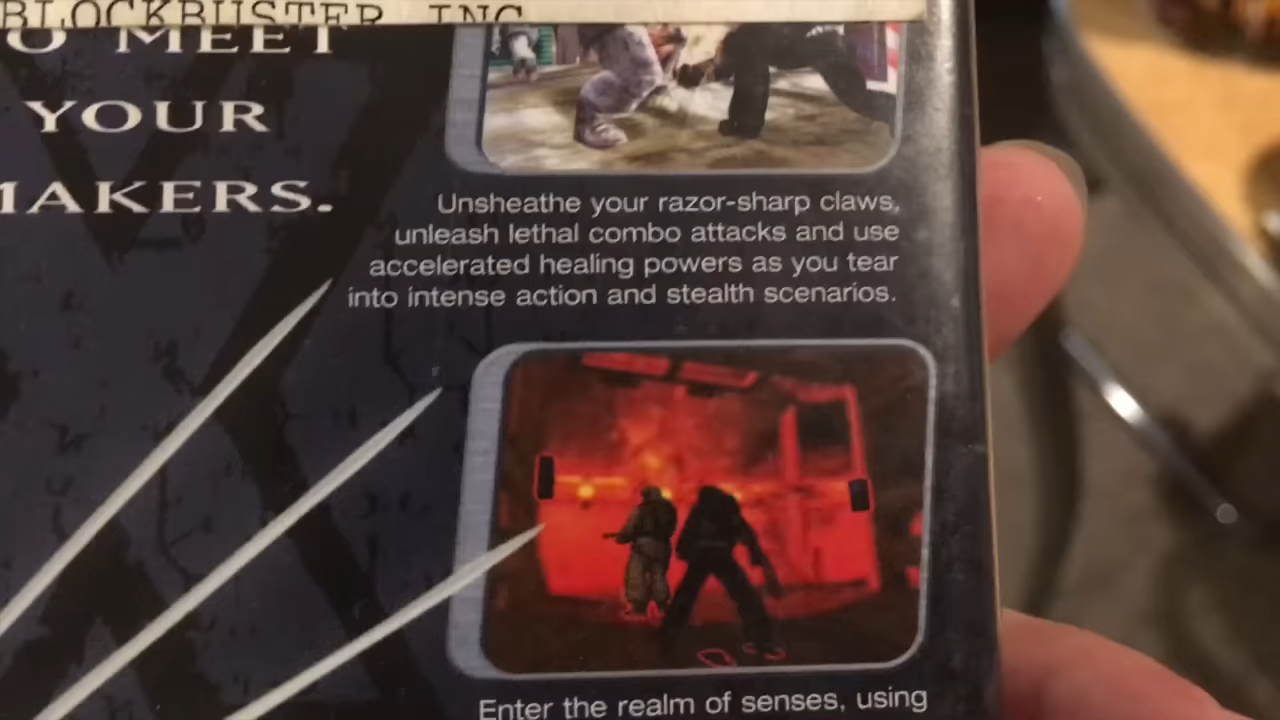 BLOCKBUSTER INC
O MEET
YOUR
MAKERS.
Unsheathe your razor-sharp claws,
unleash lethal combo attacks and use
accelerated healing powers as you tear
into intense action and stealth scenarios.
Enter the realm of senses, using